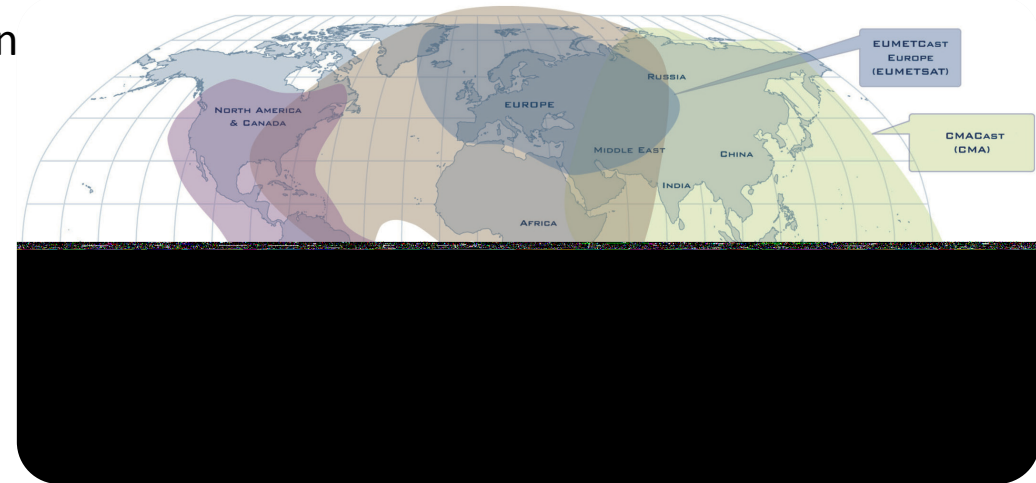 n
EUMETCast
Europe
(EUMETSAT)
Russia
North America
& Canada
Europe
CMACast
(CMA)
Middle East
China
India
Africa